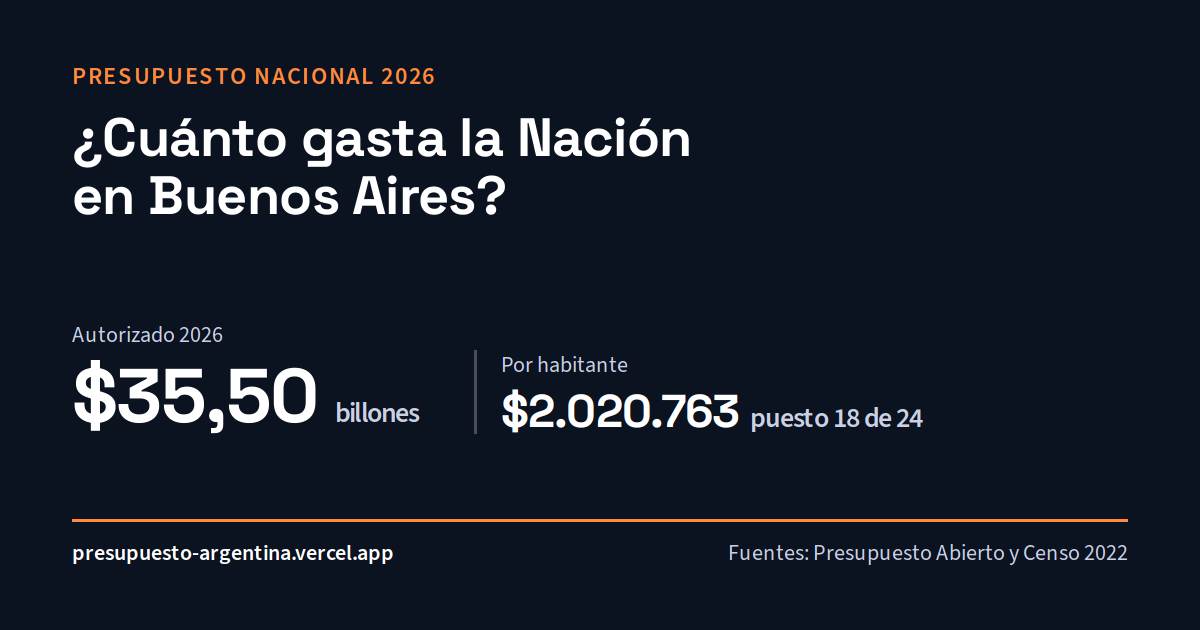 PRESUPUESTO NACIONAL 2026
¿Cuánto gasta la Nación
en Buenos Aires?
Autorizado 2026
$35,50 billones
Por habitante
$2.020.763 puesto 18 de 24
presupuesto-argentina.vercel.app
Fuentes: Presupuesto Abierto y Censo 2022